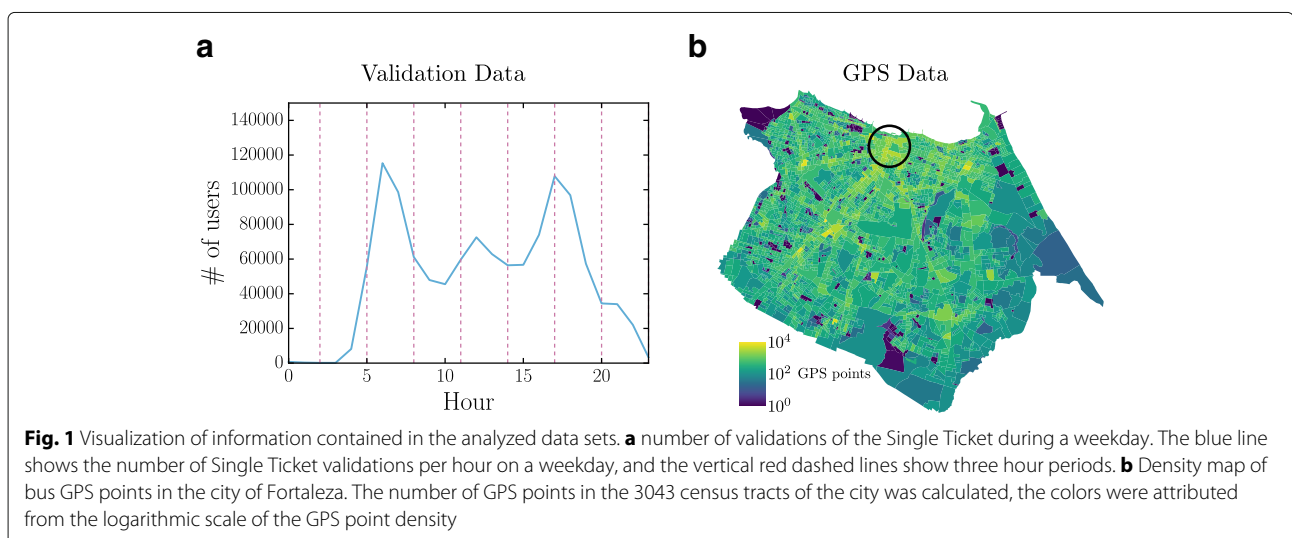 a
Validation Data
140000
120000
100000
80000
60000
40000
20000
0
# of users
0 5 10 15 20
Hour
b
GPS Data
10^4
10^2 GPS points
10^0
Fig. 1 Visualization of information contained in the analyzed data sets. a number of validations of the Single Ticket during a weekday. The blue line
shows the number of Single Ticket validations per hour on a weekday, and the vertical red dashed lines show three hour periods. b Density map of
bus GPS points in the city of Fortaleza. The number of GPS points in the 3043 census tracts of the city was calculated, the colors were attributed
from the logarithmic scale of the GPS point density